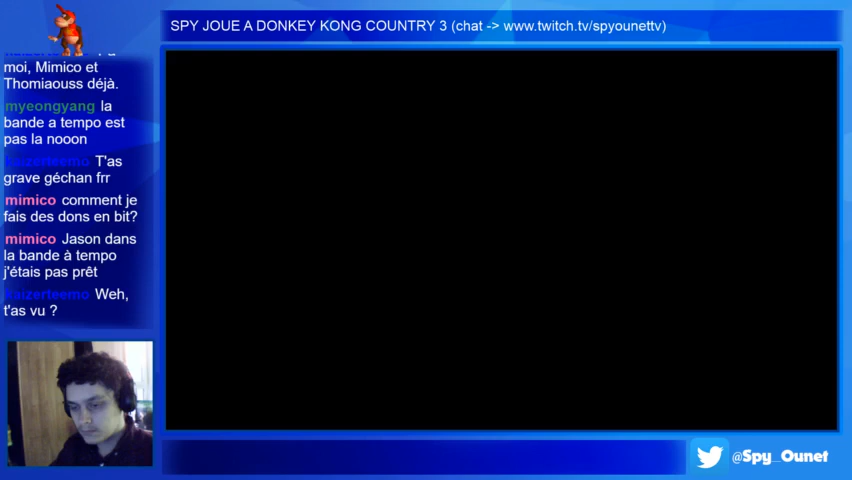 SPY JOUE A DONKEY KONG COUNTRY 3 (chat -> www.twitch.tv/spyounettv)
moi, Mimico et
Thomiaouss déjà.
myeongyang la
bande a tempo est
pas la nooon
kaizerteemo T'as
grave géchan frr
mimico comment je
fais des dons en bit?
mimico Jason dans
la bande à tempo
j'étais pas prêt
kaizerteemo Weh,
t'as vu ?
@Spy_Ounet